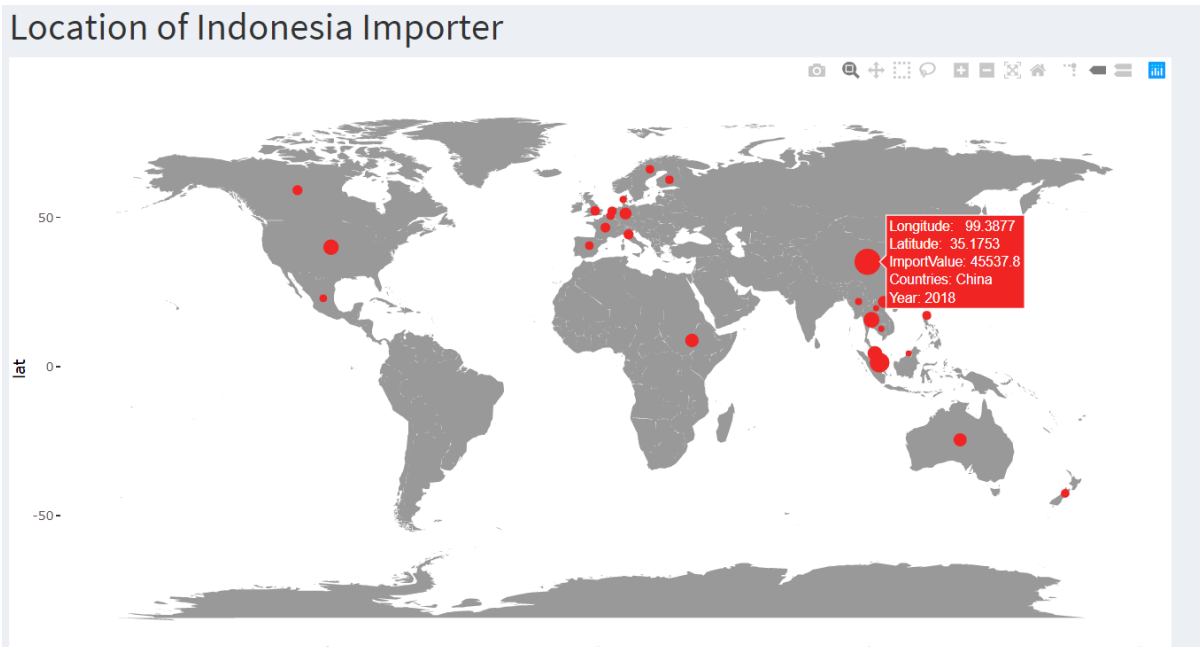 Location of Indonesia Importer
50
Longitude: 99.3877
Latitude: 35.1753
ImportValue: 45537.8
Countries: China
Year: 2018
lat
0
-50